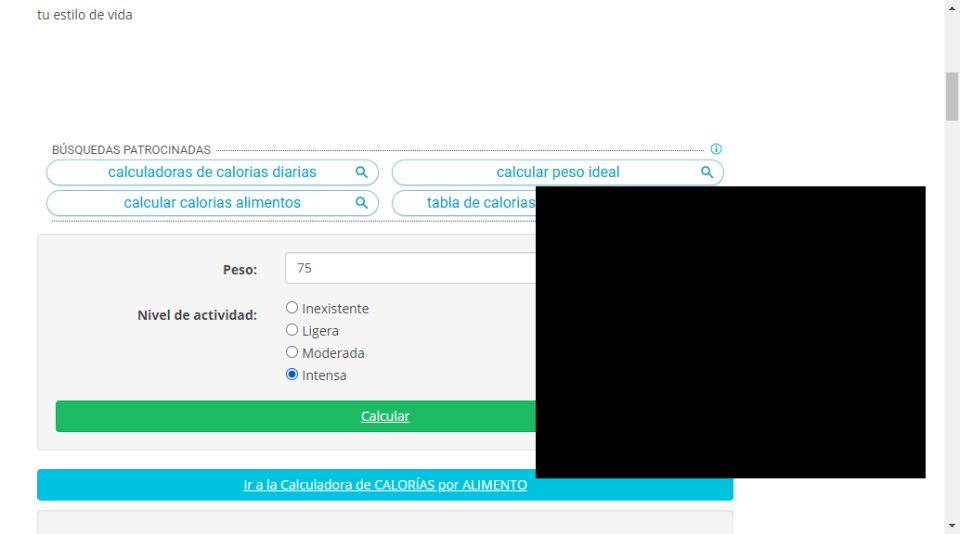 tu estilo de vida
BÚSQUEDAS PATROCINADAS
calculadoras de calorias diarias
calcular peso ideal
calcular calorias alimentos
tabla de calorias
Peso:
75
Nivel de actividad:
Inexistente
Ligera
Moderada
Intensa
Calcular
Ir a la Calculadora de CALORÍAS por ALIMENTO